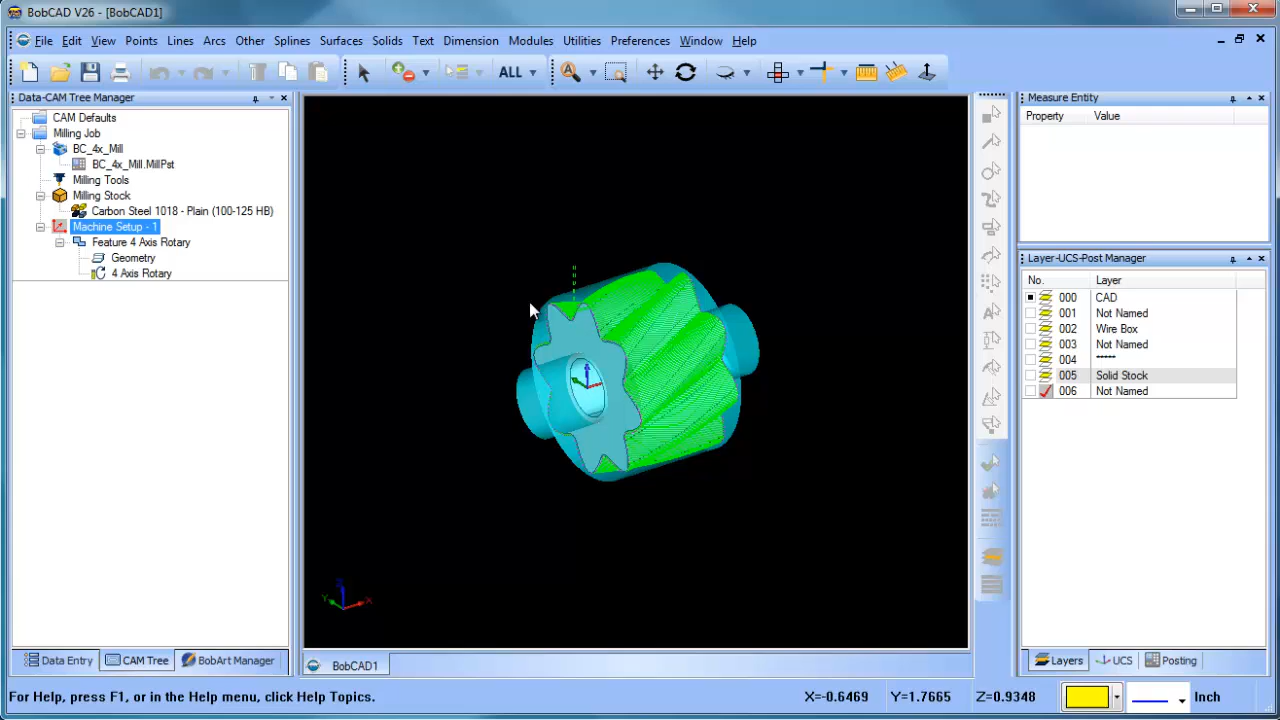 BobCAD V26 - [BobCAD1]
File Edit View Points Lines Arcs Other Splines Surfaces Solids Text Dimension Modules Utilities Preferences Window Help
ALL
Data-CAM Tree Manager
CAM Defaults
Milling Job
BC_4x_Mill
BC_4x_Mill.MillPst
Milling Tools
Milling Stock
Carbon Steel 1018 - Plain (100-125 HB)
Machine Setup - 1
Feature 4 Axis Rotary
Geometry
4 Axis Rotary
Data Entry CAM Tree BobArt Manager
Z
Y X
BobCAD1
Measure Entity
Property Value
Layer-UCS-Post Manager
No. Layer
000 CAD
001 Not Named
002 Wire Box
003 Not Named
004 *****
005 Solid Stock
006 Not Named
Layers UCS Posting
For Help, press F1, or in the Help menu, click Help Topics.
X=-0.6469 Y=1.7665 Z=0.9348 Inch